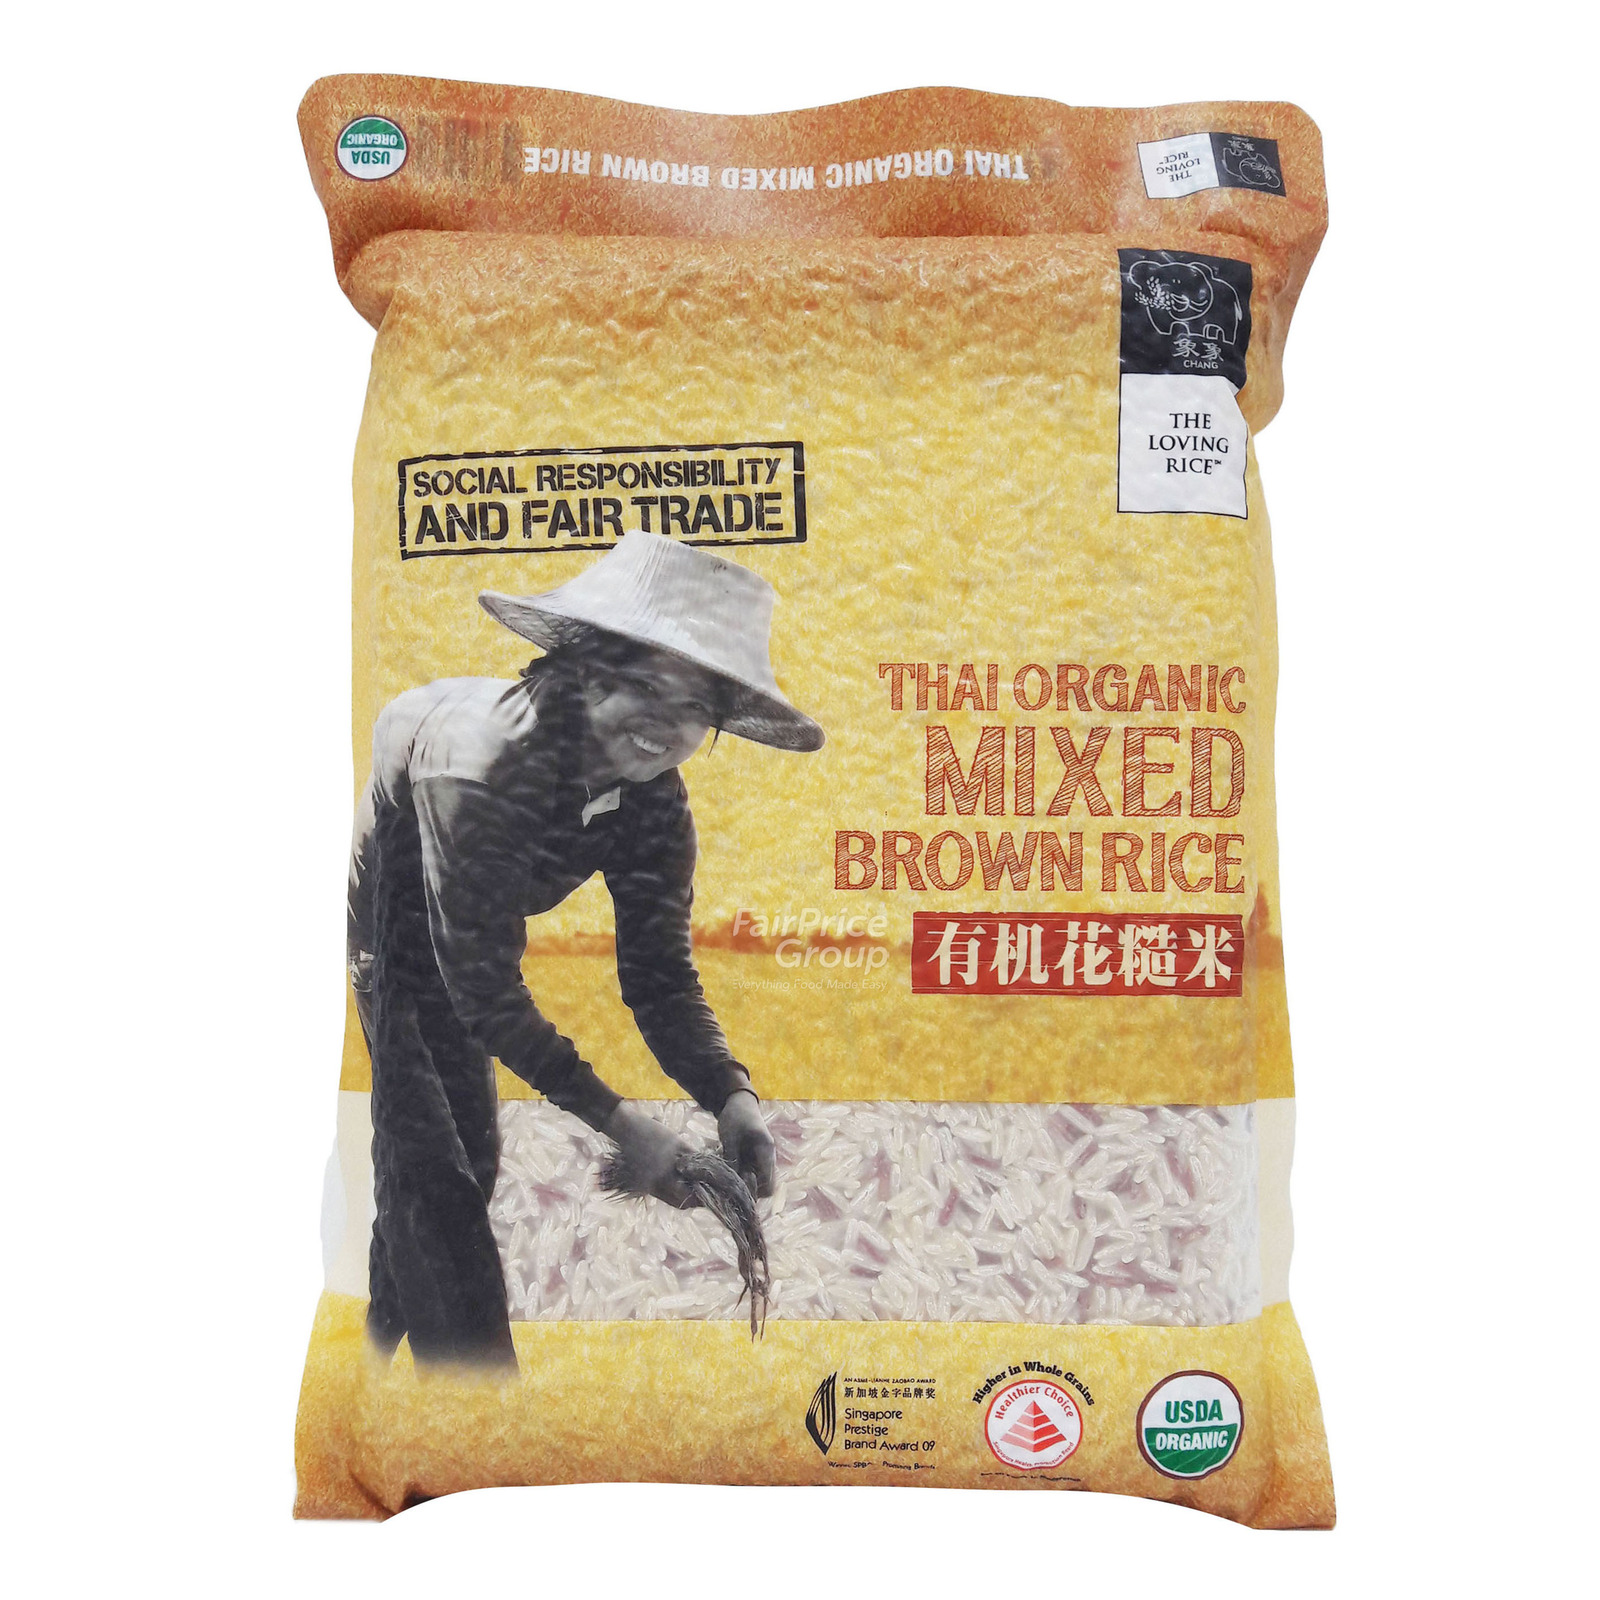 USDA
ORGANIC
THAI ORGANIC MIXED BROWN RICE
THE
LOVING
RICE
象象
CHANG
THE
LOVING
RICE℠
SOCIAL RESPONSIBILITY
AND FAIR TRADE
THAI ORGANIC
MIXED
BROWN RICE
有机花糙米
FairPrice
Group
Everything Food Made Easy
新加坡金字品牌奖
Singapore
Prestige
Brand Award 09
Higher in Whole Grains
Healthier Choice
USDA
ORGANIC